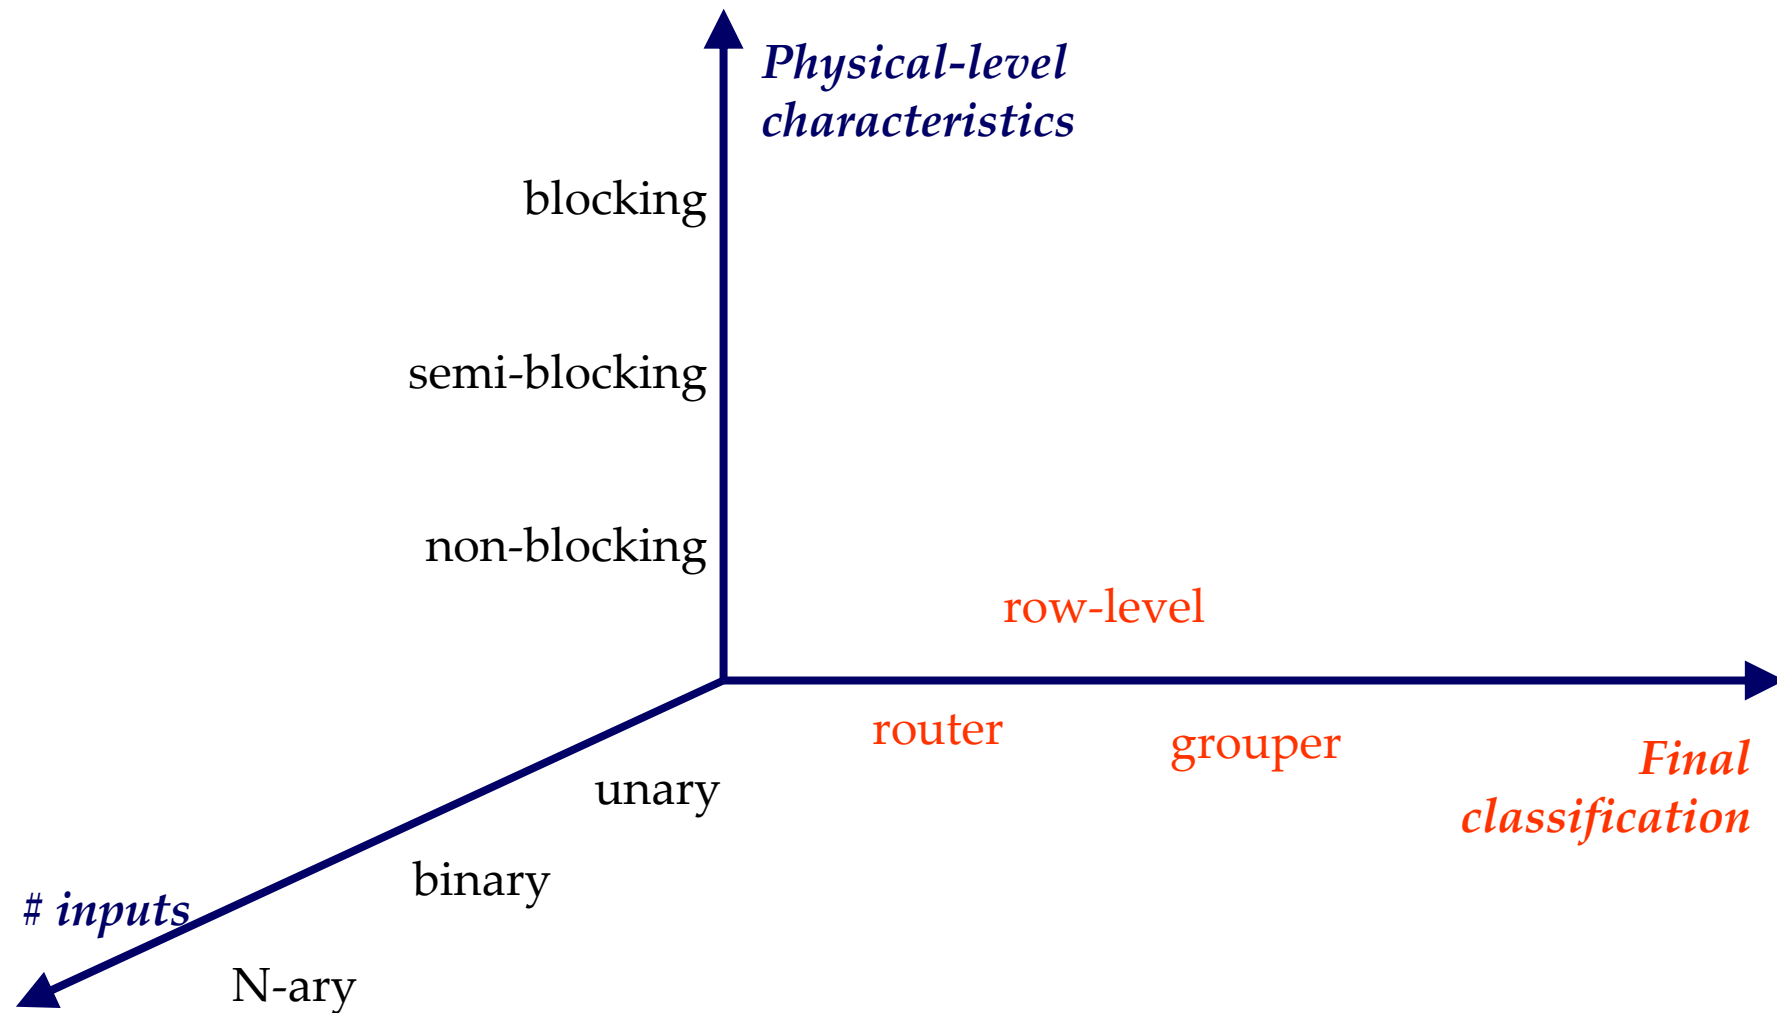 Physical-level
characteristics
blocking
semi-blocking
non-blocking
row-level
router
grouper
Final
classification
unary
binary
# inputs
N-ary